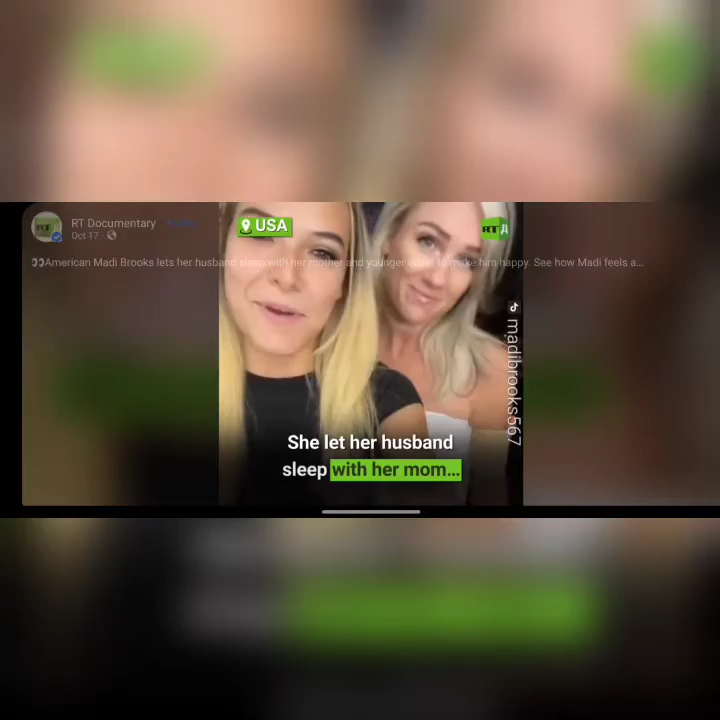 RT Documentary
Oct 17
USA
RT
American Madi Brooks lets her husband sleep with her mother and younger sister to make him happy. See how Madi feels a...
madibrooks567
She let her husband
sleep with her mom...